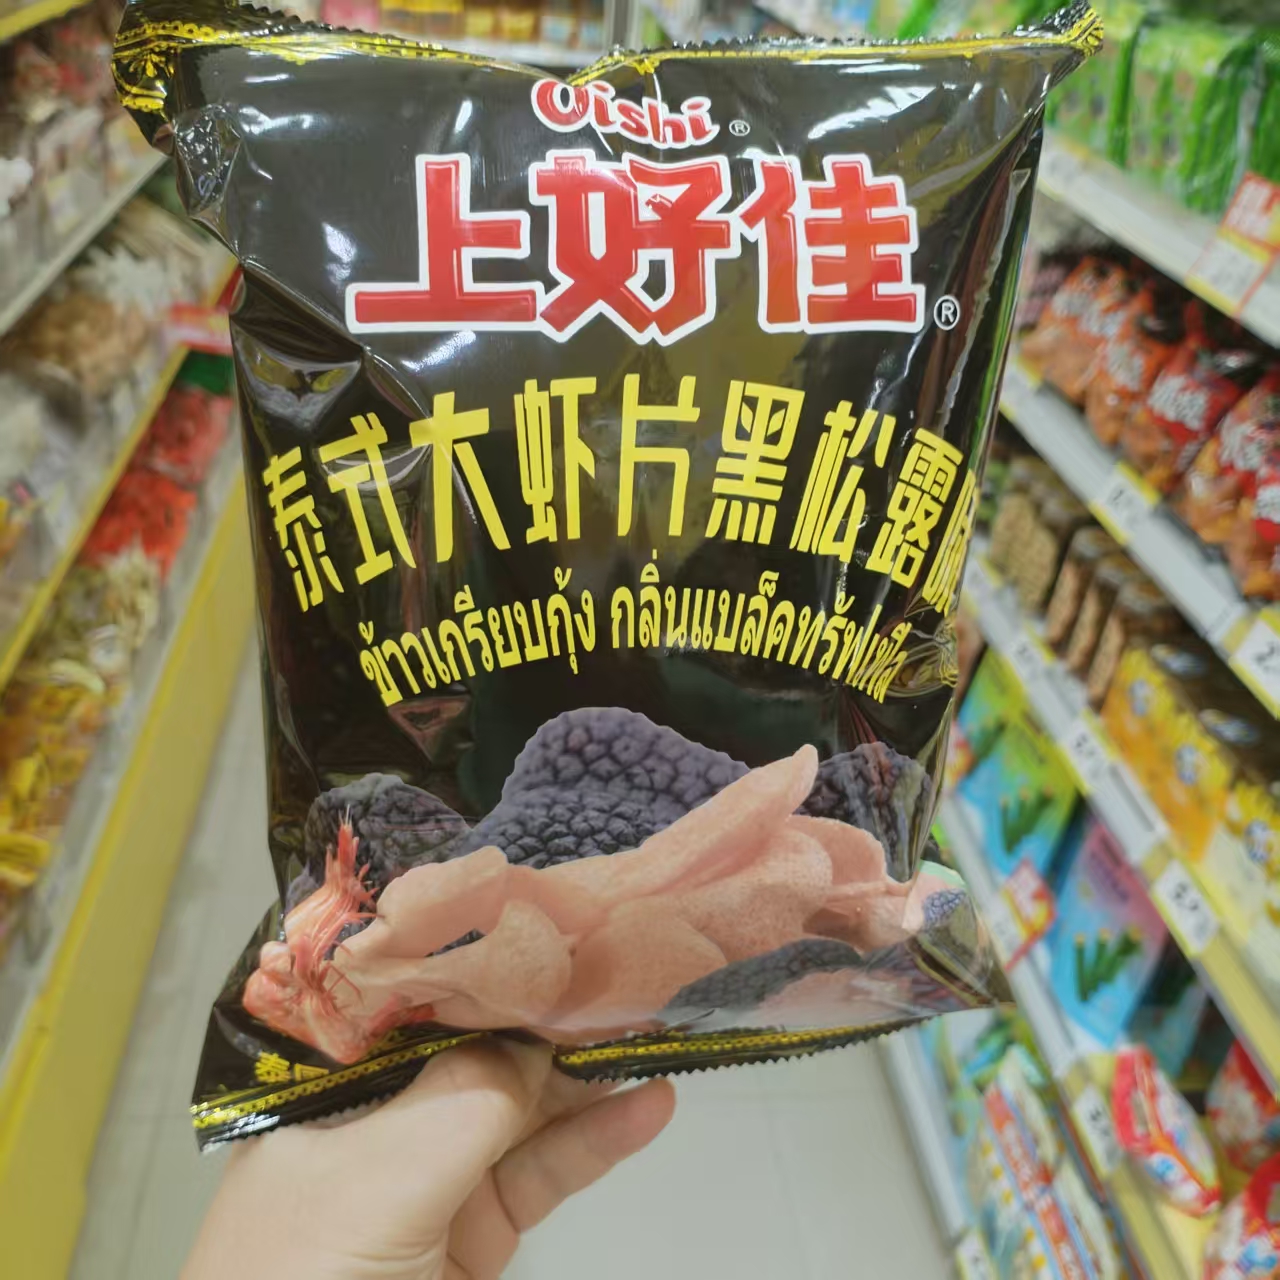 Oishi®
上好佳®
泰式大虾片黑松露味
ข้าวเกรียบกุ้ง กลิ่นแบล็คทรัฟเฟิล